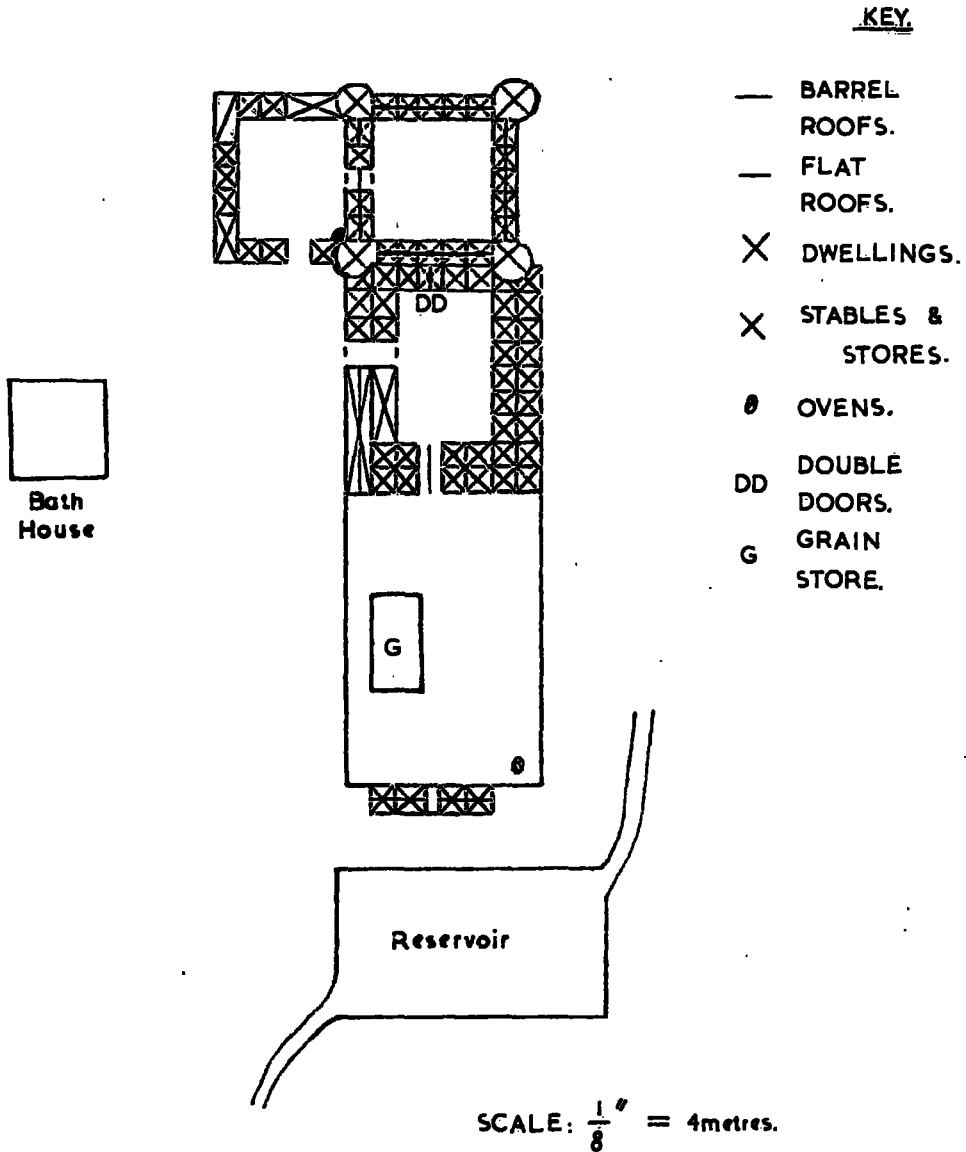 KEY.
— BARREL
ROOFS.
— FLAT
ROOFS.
X DWELLINGS.
X STABLES &
STORES.
θ OVENS.
DD DOUBLE
DOORS.
G GRAIN
STORE.
DD
Bath
House
G
Reservoir
SCALE: 1/8" = 4metres.